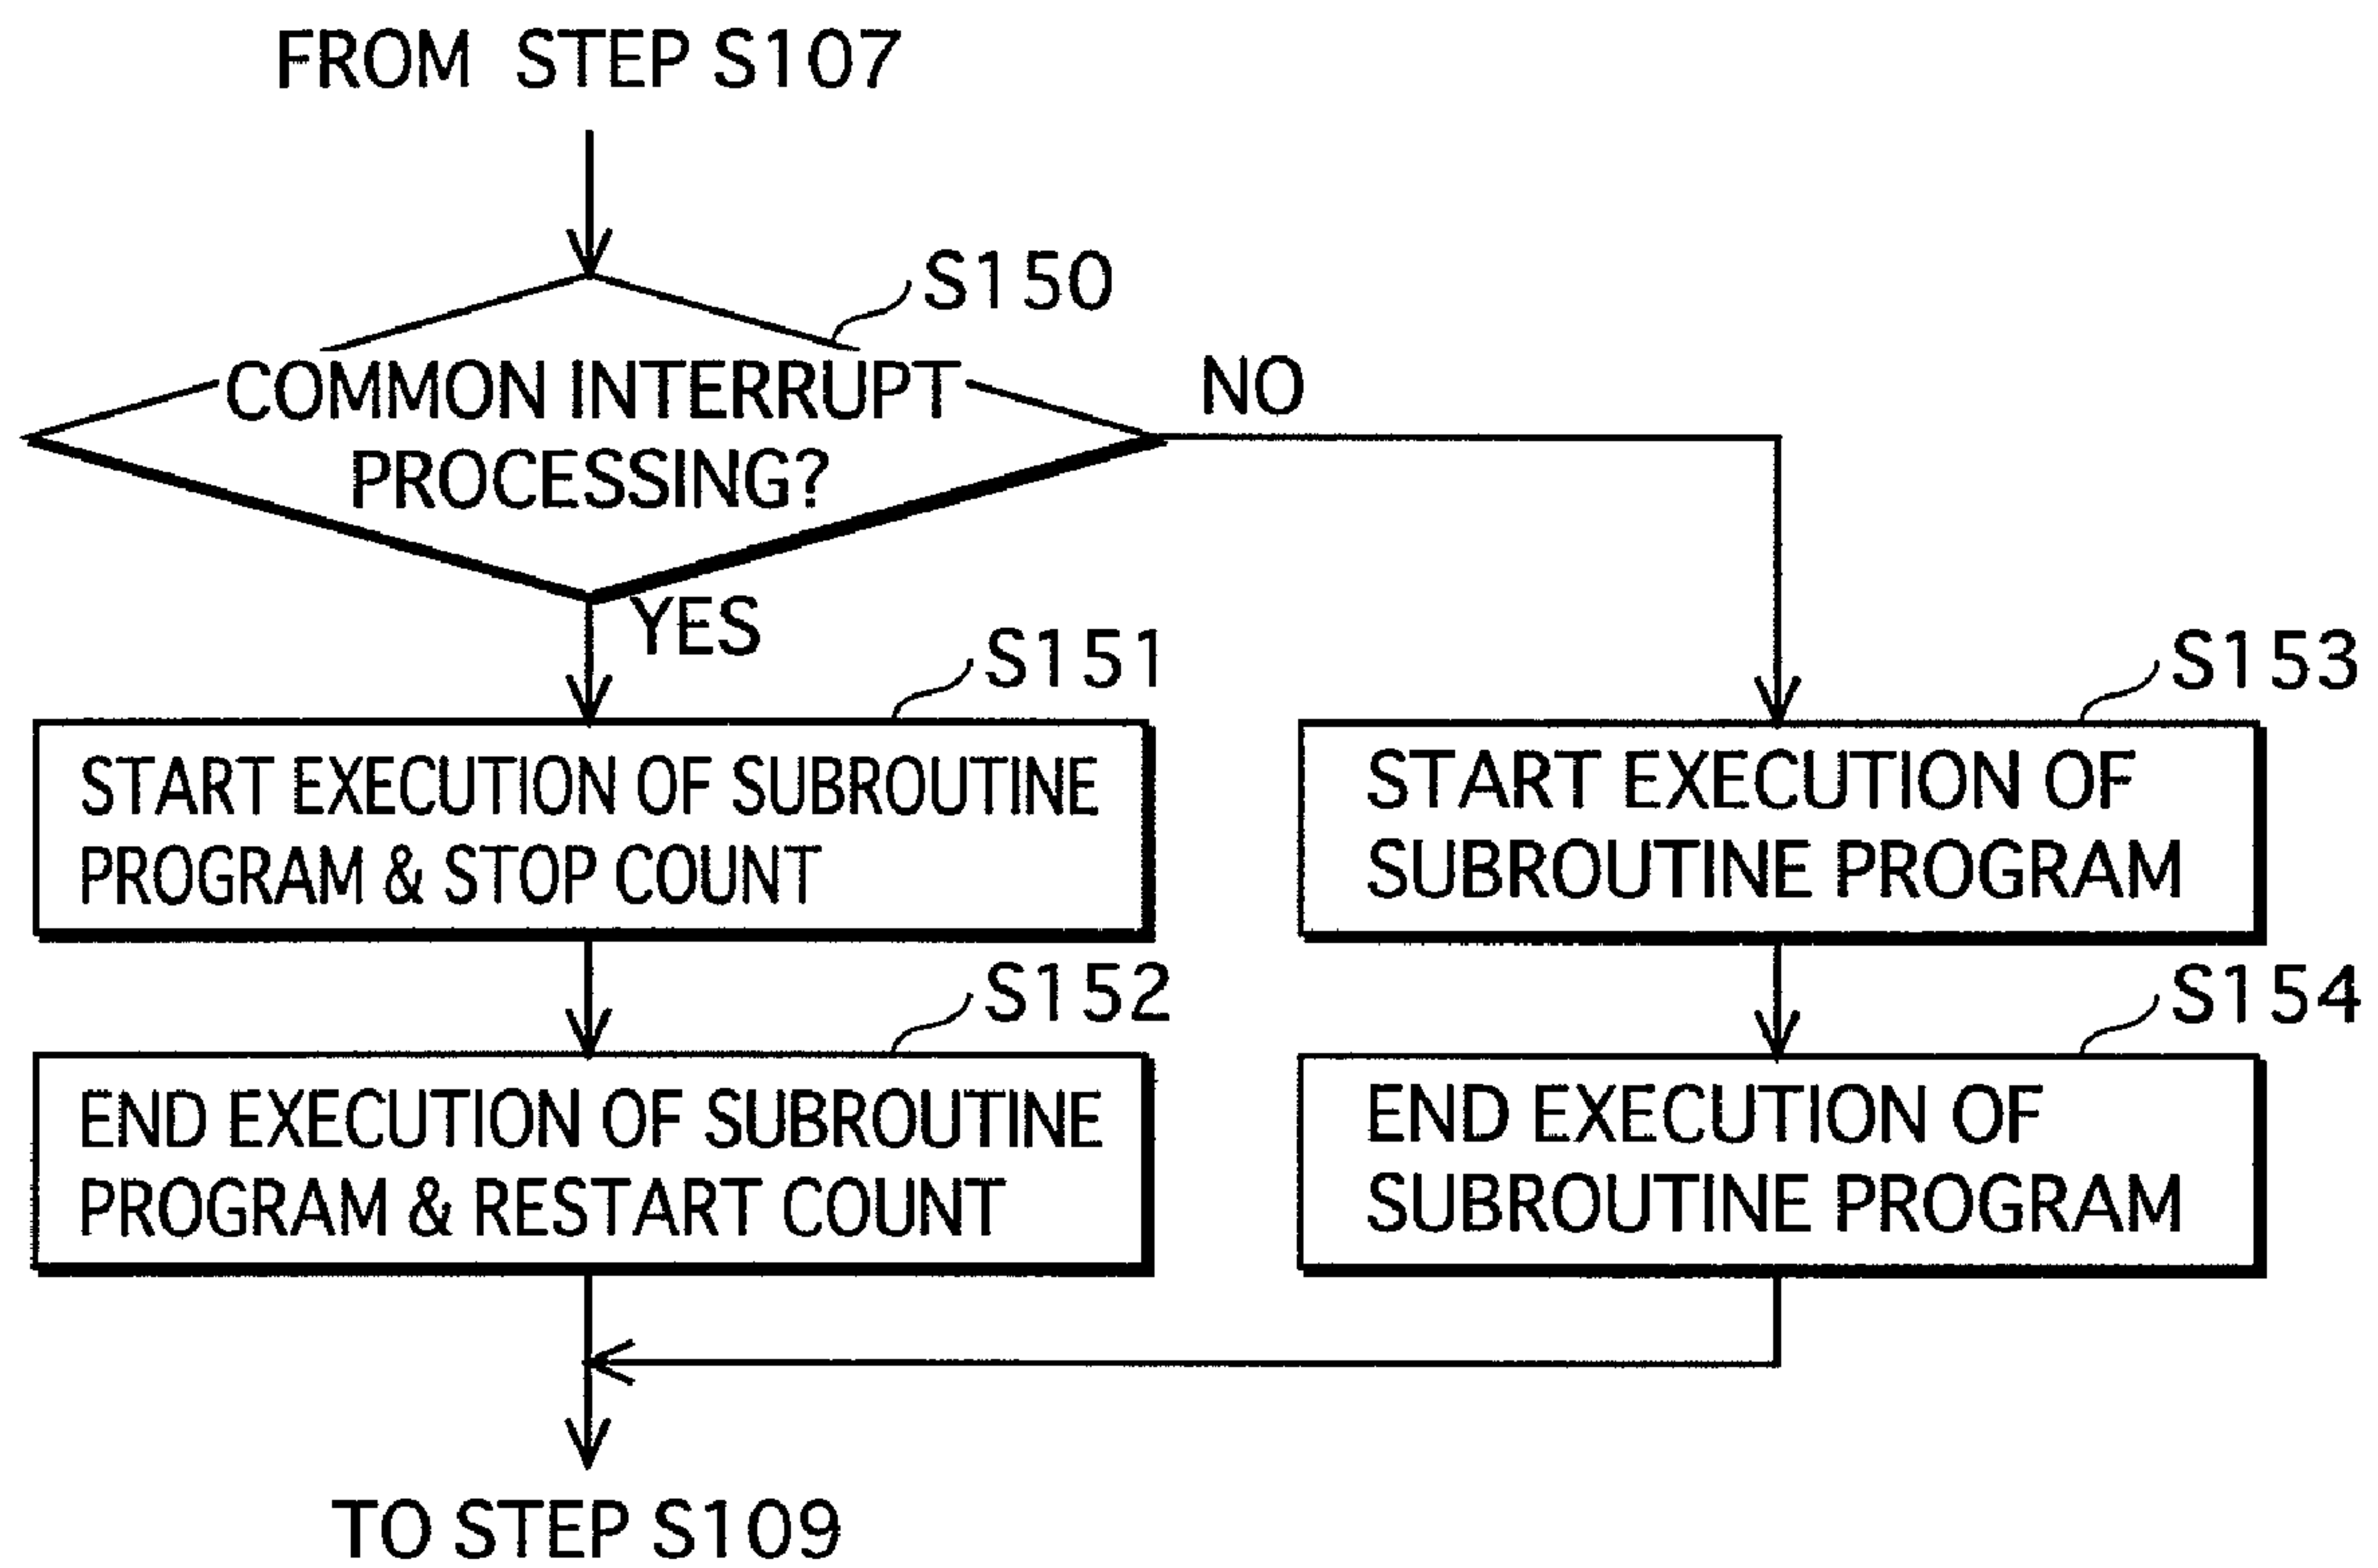 FROM STEP S107
S150
COMMON INTERRUPT
PROCESSING?
NO
YES
S151
START EXECUTION OF SUBROUTINE
PROGRAM & STOP COUNT
S153
START EXECUTION OF
SUBROUTINE PROGRAM
S152
END EXECUTION OF SUBROUTINE
PROGRAM & RESTART COUNT
S154
END EXECUTION OF
SUBROUTINE PROGRAM
TO STEP S109